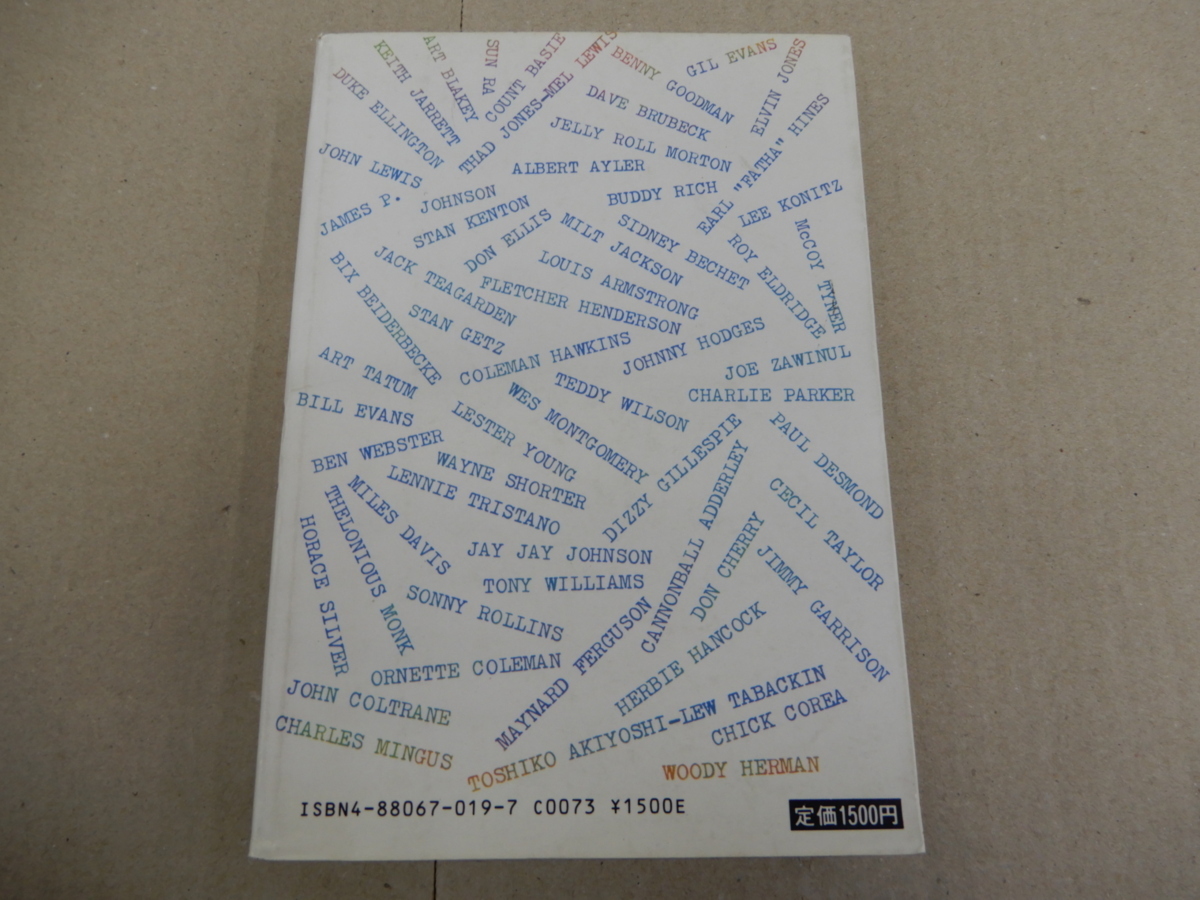 KEITH JARRETT
ART BLAKEY
SUN RA
COUNT BASIE
THAD JONES—MEL LEWIS
BENNY GOODMAN
GIL EVANS
ELVIN JONES
DUKE ELLINGTON
DAVE BRUBECK
JELLY ROLL MORTON
JOHN LEWIS
ALBERT AYLER
EARL "FATHA" HINES
JAMES P. JOHNSON
BUDDY RICH
LEE KONITZ
STAN KENTON
DON ELLIS
MILT JACKSON
SIDNEY BECHET
ROY ELDRIDGE
McCOY TYNER
BIX BEIDERBECKE
JACK TEAGARDEN
LOUIS ARMSTRONG
FLETCHER HENDERSON
STAN GETZ
COLEMAN HAWKINS
JOHNNY HODGES
JOE ZAWINUL
ART TATUM
TEDDY WILSON
CHARLIE PARKER
BILL EVANS
WES MONTGOMERY
LESTER YOUNG
DIZZY GILLESPIE
PAUL DESMOND
BEN WEBSTER
WAYNE SHORTER
LENNIE TRISTANO
CANNONBALL ADDERLEY
CECIL TAYLOR
MILES DAVIS
THELONIOUS MONK
HORACE SILVER
JAY JAY JOHNSON
DON CHERRY
JIMMY GARRISON
TONY WILLIAMS
SONNY ROLLINS
ORNETTE COLEMAN
MAYNARD FERGUSON
HERBIE HANCOCK
JOHN COLTRANE
CHARLES MINGUS
TOSHIKO AKIYOSHI—LEW TABACKIN
CHICK COREA
WOODY HERMAN
ISBN4-88067-019-7 C0073 ¥1500E
定価1500円